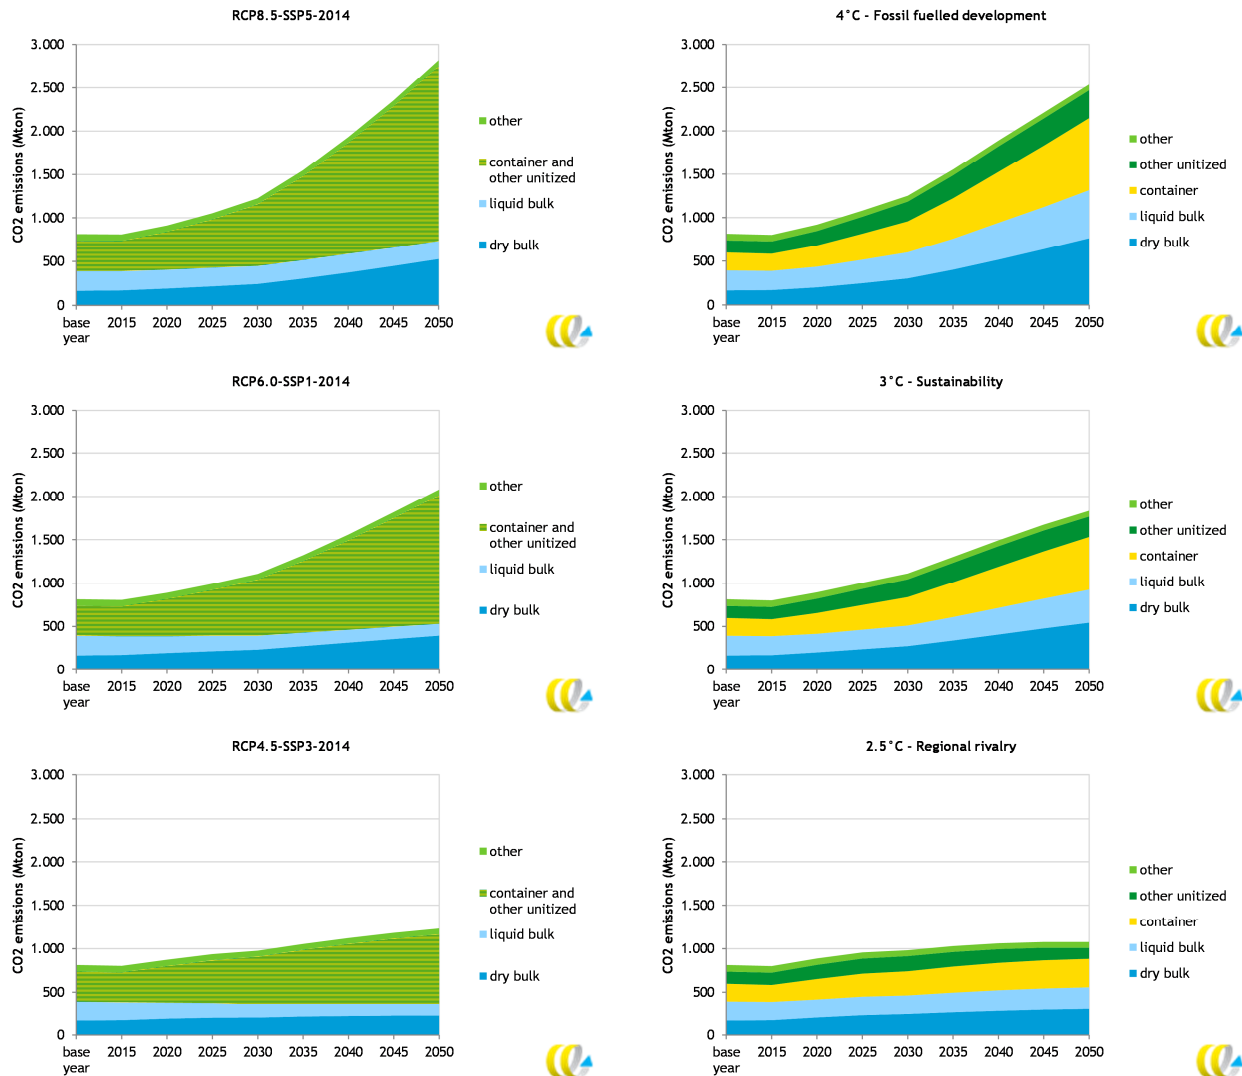 RCP8.5-SSP5-2014
3.000
2.500
2.000
1.500
1.000
500
0
CO2 emissions (Mton)
base year
2015
2020
2025
2030
2035
2040
2045
2050
other
container and
other unitized
liquid bulk
dry bulk
4°C - Fossil fuelled development
3.000
2.500
2.000
1.500
1.000
500
0
CO2 emissions (Mton)
base year
2015
2020
2025
2030
2035
2040
2045
2050
other
other unitized
container
liquid bulk
dry bulk
RCP6.0-SSP1-2014
3.000
2.500
2.000
1.500
1.000
500
0
CO2 emissions (Mton)
base year
2015
2020
2025
2030
2035
2040
2045
2050
other
container and
other unitized
liquid bulk
dry bulk
3°C - Sustainability
3.000
2.500
2.000
1.500
1.000
500
0
CO2 emissions (Mton)
base year
2015
2020
2025
2030
2035
2040
2045
2050
other
other unitized
container
liquid bulk
dry bulk
RCP4.5-SSP3-2014
3.000
2.500
2.000
1.500
1.000
500
0
CO2 emissions (Mton)
base year
2015
2020
2025
2030
2035
2040
2045
2050
other
container and
other unitized
liquid bulk
dry bulk
2.5°C - Regional rivalry
3.000
2.500
2.000
1.500
1.000
500
0
CO2 emissions (Mton)
base year
2015
2020
2025
2030
2035
2040
2045
2050
other
other unitized
container
liquid bulk
dry bulk